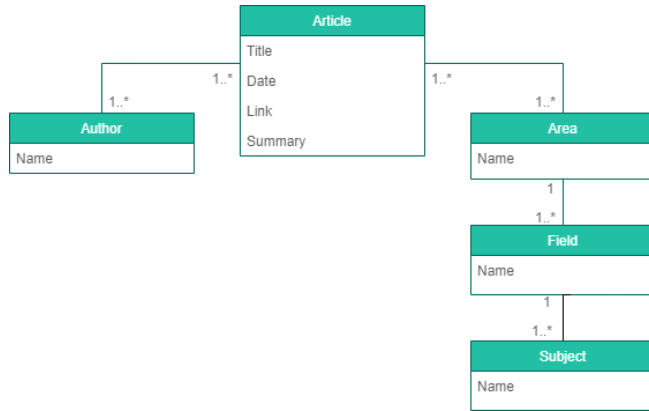 Article
Title
Date
Link
Summary
1..*
1..*
1..*
1..*
Author
Name
Area
Name
1
1..*
Field
Name
1
1..*
Subject
Name